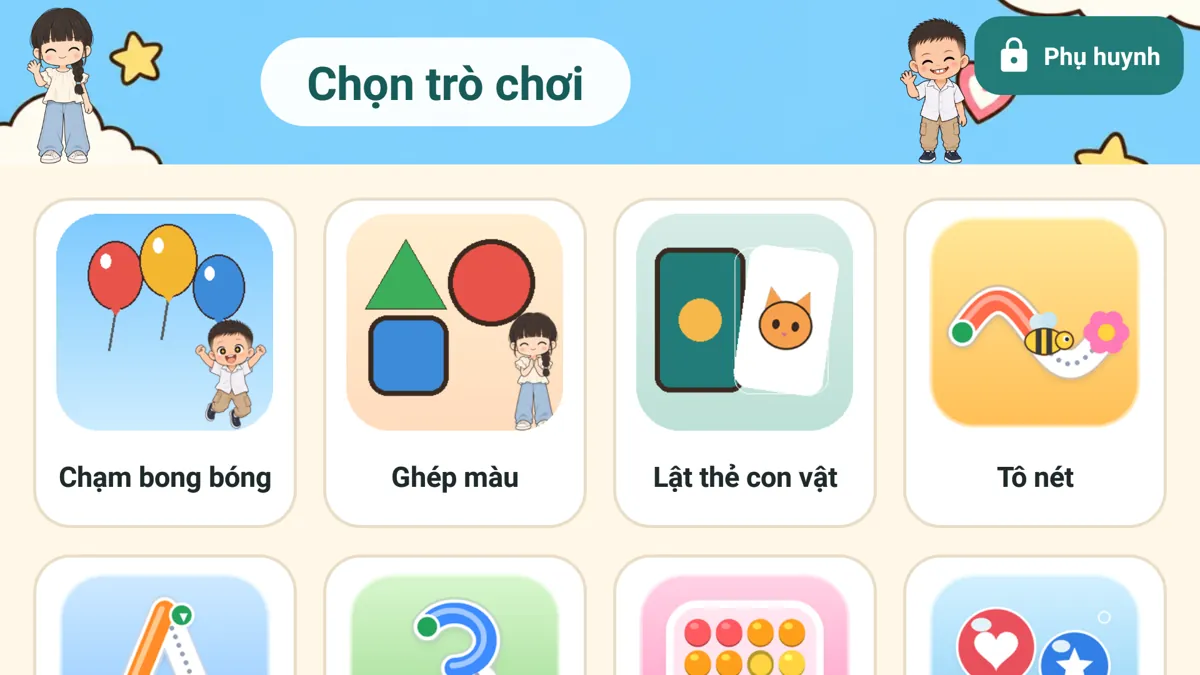 Chọn trò chơi
Phụ huynh
Chạm bong bóng
Ghép màu
Lật thẻ con vật
Tô nét